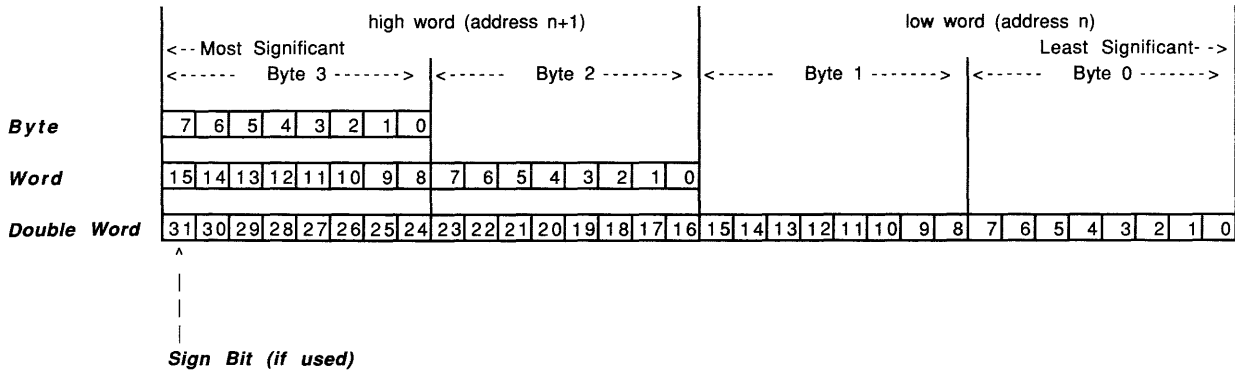 high word (address n+1) low word (address n)
<-- Most Significant Least Significant- ->
<------ Byte 3 -------> <------ Byte 2 -------> <------ Byte 1 -------> <------ Byte 0 ------->
Byte 7 6 5 4 3 2 1 0
Word 15 14 13 12 11 10 9 8 7 6 5 4 3 2 1 0
Double Word 31 30 29 28 27 26 25 24 23 22 21 20 19 18 17 16 15 14 13 12 11 10 9 8 7 6 5 4 3 2 1 0
^
|
|
|
Sign Bit (if used)